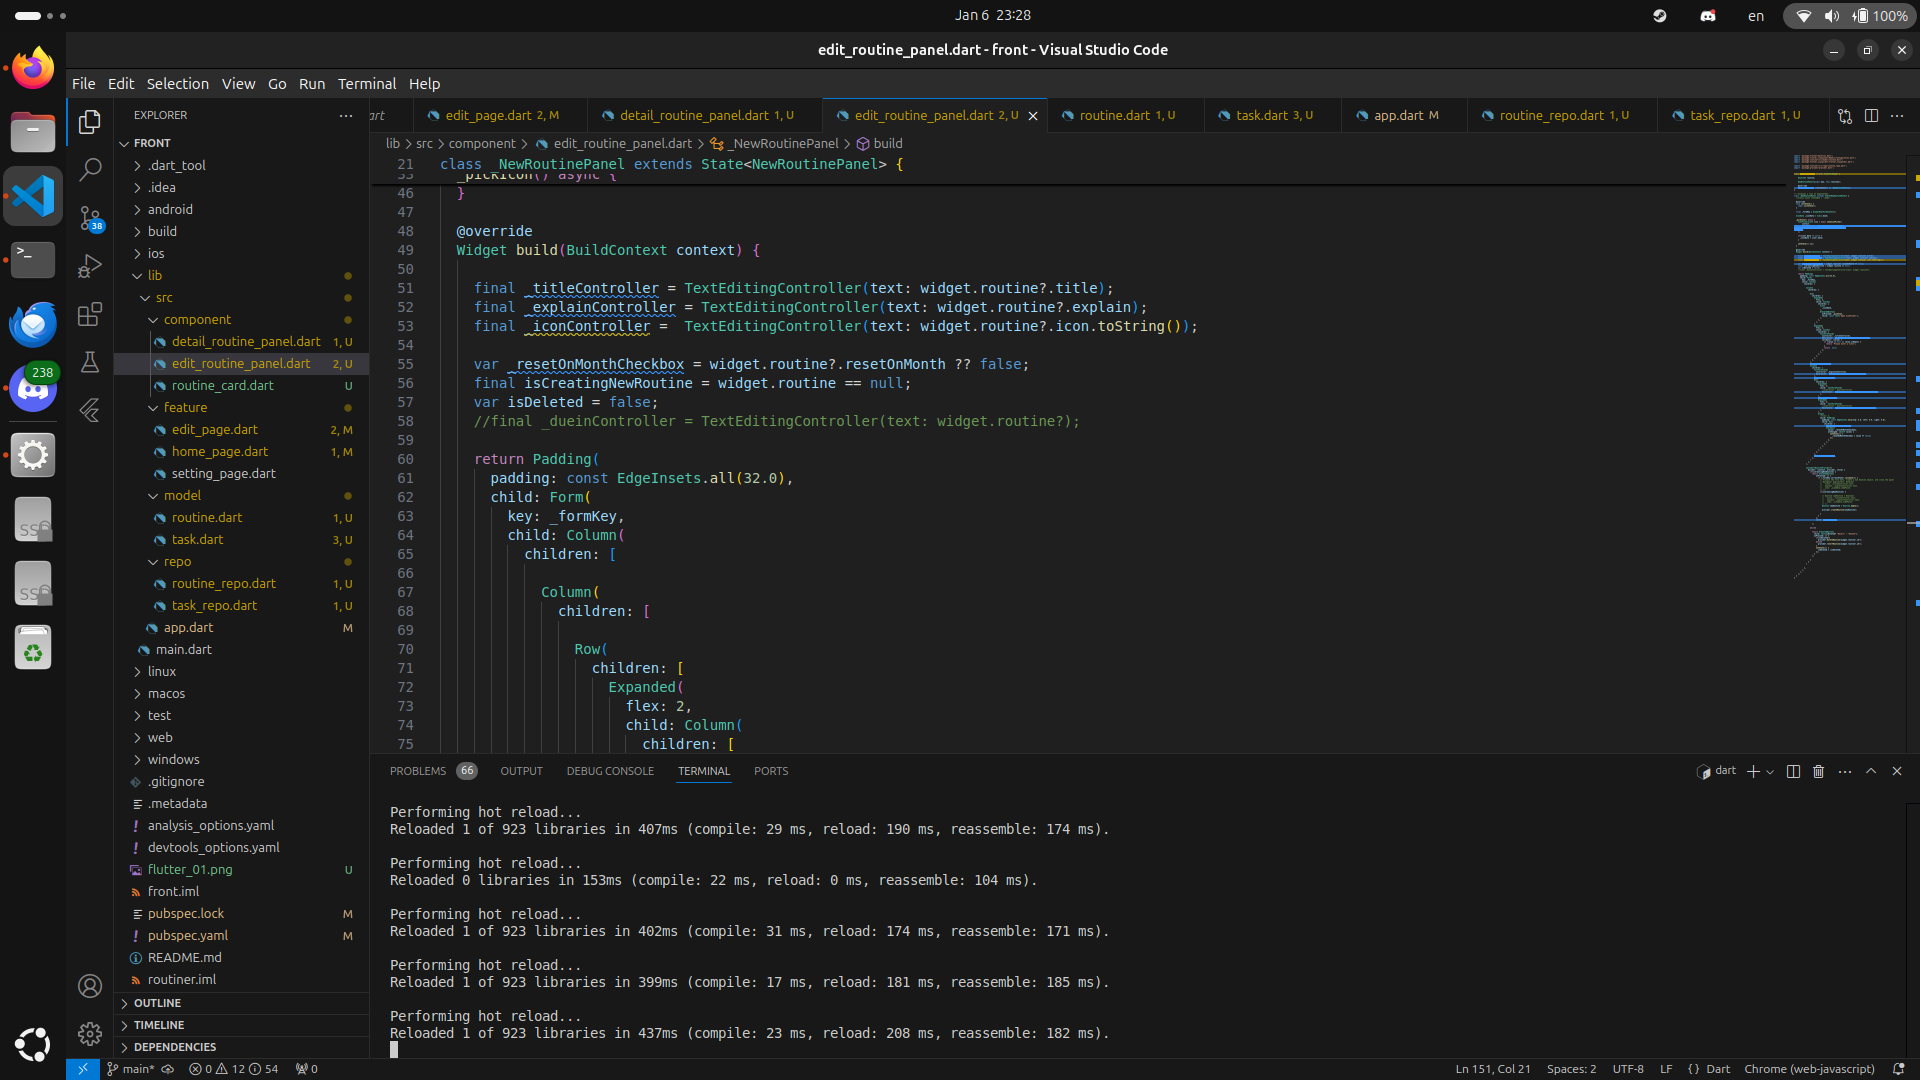 Jan 6 23:28
en
100%
edit_routine_panel.dart - front - Visual Studio Code
File Edit Selection View Go Run Terminal Help
EXPLORER
FRONT
.dart_tool
.idea
android
build
ios
lib
src
component
detail_routine_panel.dart 1, U
edit_routine_panel.dart 2, U
routine_card.dart U
feature
edit_page.dart 2, M
home_page.dart 1, M
setting_page.dart
model
routine.dart 1, U
task.dart 3, U
repo
routine_repo.dart 1, U
task_repo.dart 1, U
app.dart M
main.dart
linux
macos
test
web
windows
.gitignore
.metadata
analysis_options.yaml
devtools_options.yaml
flutter_01.png U
front.iml
pubspec.lock M
pubspec.yaml M
README.md
routiner.iml
OUTLINE
TIMELINE
DEPENDENCIES
38
238
art edit_page.dart 2, M detail_routine_panel.dart 1, U edit_routine_panel.dart 2, U routine.dart 1, U task.dart 3, U app.dart M routine_repo.dart 1, U task_repo.dart 1, U
lib > src > component > edit_routine_panel.dart > _NewRoutinePanel > build
21 class _NewRoutinePanel extends State<NewRoutinePanel> {
_pickIcon() async {
46 }
47
48 @override
49 Widget build(BuildContext context) {
50
51 final _titleController = TextEditingController(text: widget.routine?.title);
52 final _explainController = TextEditingController(text: widget.routine?.explain);
53 final _iconController =  TextEditingController(text: widget.routine?.icon.toString());
54
55 var _resetOnMonthCheckbox = widget.routine?.resetOnMonth ?? false;
56 final isCreatingNewRoutine = widget.routine == null;
57 var isDeleted = false;
58 //final _dueinController = TextEditingController(text: widget.routine?);
59
60 return Padding(
61 padding: const EdgeInsets.all(32.0),
62 child: Form(
63 key: _formKey,
64 child: Column(
65 children: [
66
67 Column(
68 children: [
69
70 Row(
71 children: [
72 Expanded(
73 flex: 2,
74 child: Column(
75 children: [
PROBLEMS 66 OUTPUT DEBUG CONSOLE TERMINAL PORTS
dart
Performing hot reload...
Reloaded 1 of 923 libraries in 407ms (compile: 29 ms, reload: 190 ms, reassemble: 174 ms).
Performing hot reload...
Reloaded 0 libraries in 153ms (compile: 22 ms, reload: 0 ms, reassemble: 104 ms).
Performing hot reload...
Reloaded 1 of 923 libraries in 402ms (compile: 31 ms, reload: 174 ms, reassemble: 171 ms).
Performing hot reload...
Reloaded 1 of 923 libraries in 399ms (compile: 17 ms, reload: 181 ms, reassemble: 185 ms).
Performing hot reload...
Reloaded 1 of 923 libraries in 437ms (compile: 23 ms, reload: 208 ms, reassemble: 182 ms).
main* 0 12 54 0
Ln 151, Col 21 Spaces: 2 UTF-8 LF {} Dart Chrome (web-javascript)